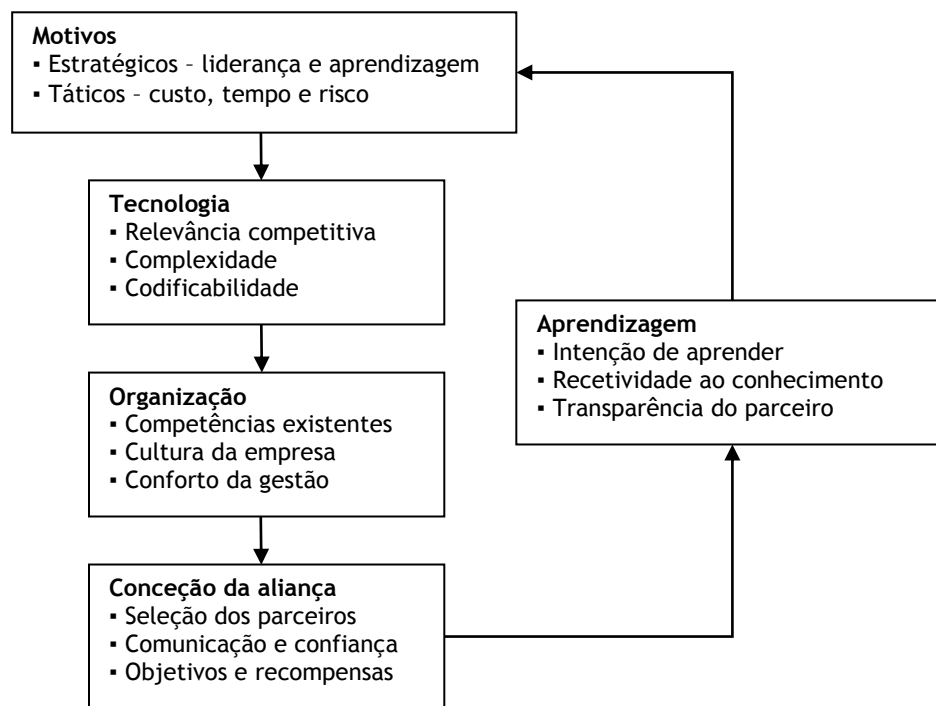 Motivos
▪ Estratégicos – liderança e aprendizagem
▪ Táticos – custo, tempo e risco
Tecnologia
▪ Relevância competitiva
▪ Complexidade
▪ Codificabilidade
Organização
▪ Competências existentes
▪ Cultura da empresa
▪ Conforto da gestão
Conceção da aliança
▪ Seleção dos parceiros
▪ Comunicação e confiança
▪ Objetivos e recompensas
Aprendizagem
▪ Intenção de aprender
▪ Recetividade ao conhecimento
▪ Transparência do parceiro